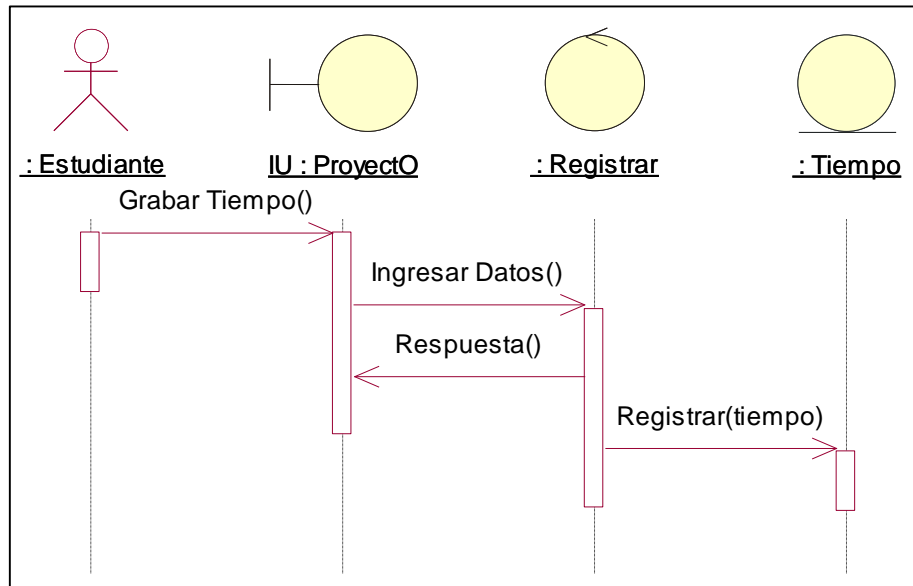 : Estudiante
IU : ProyectO
: Registrar
: Tiempo
Grabar Tiempo()
Ingresar Datos()
Respuesta()
Registrar(tiempo)